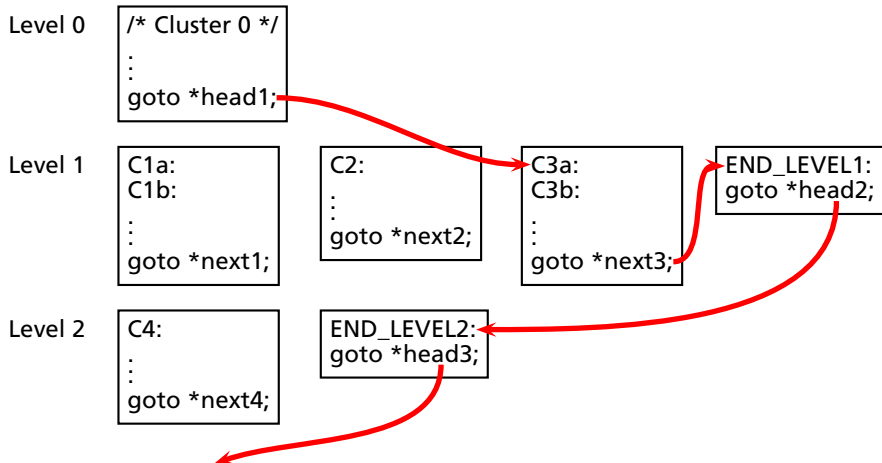 Level 0
/* Cluster 0 */
.
:
goto *head1;
Level 1
C1a:
C1b:
.
:
goto *next1;
C2:
.
:
goto *next2;
C3a:
C3b:
.
:
goto *next3;
END_LEVEL1:
goto *head2;
Level 2
C4:
.
:
goto *next4;
END_LEVEL2:
goto *head3;